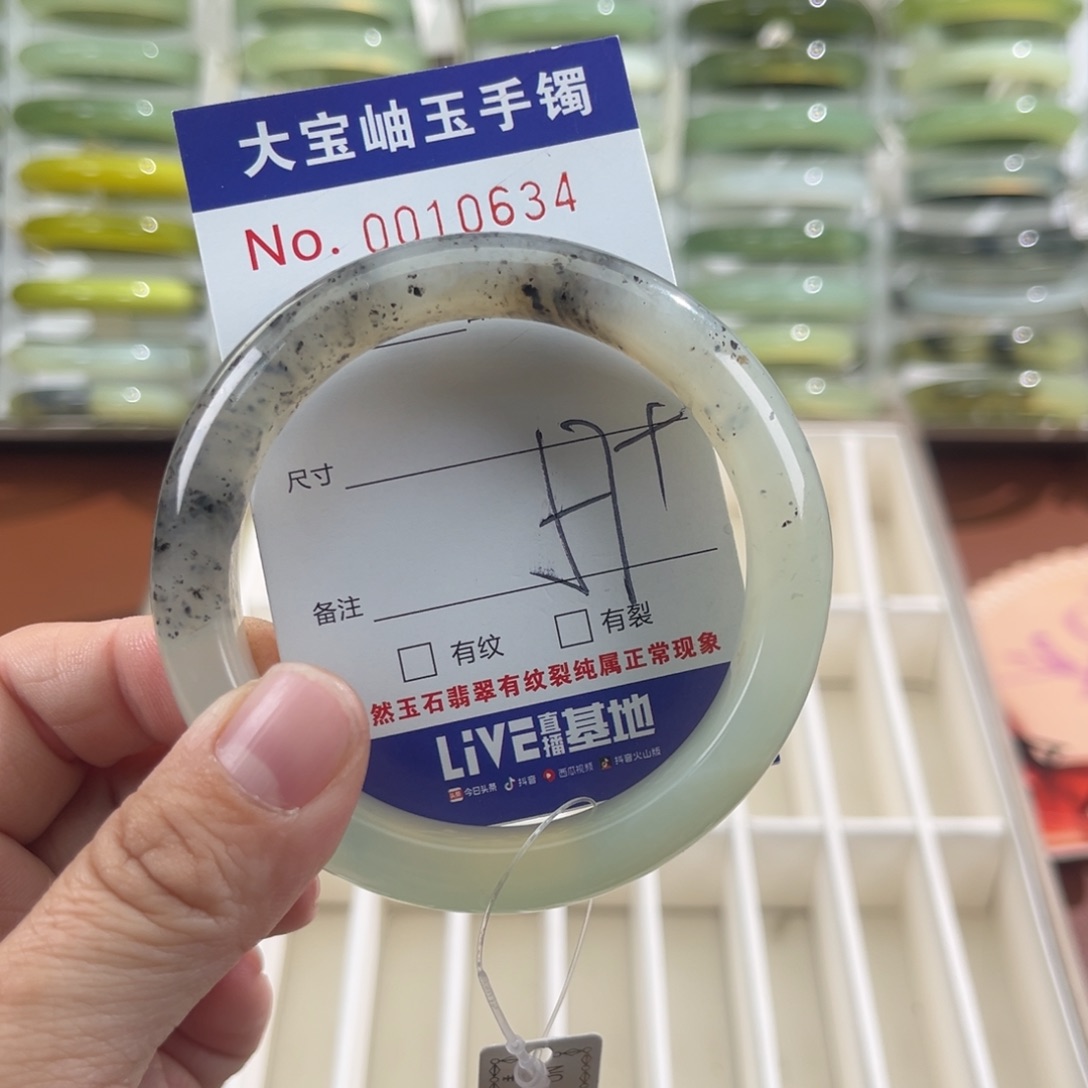 大宝岫玉手镯
No. 0010634
尺寸
备注
有纹
有裂
然玉石翡翠有纹裂纯属正常现象
LiVE直播基地
今日头条 抖音 西瓜视频 抖音火山版